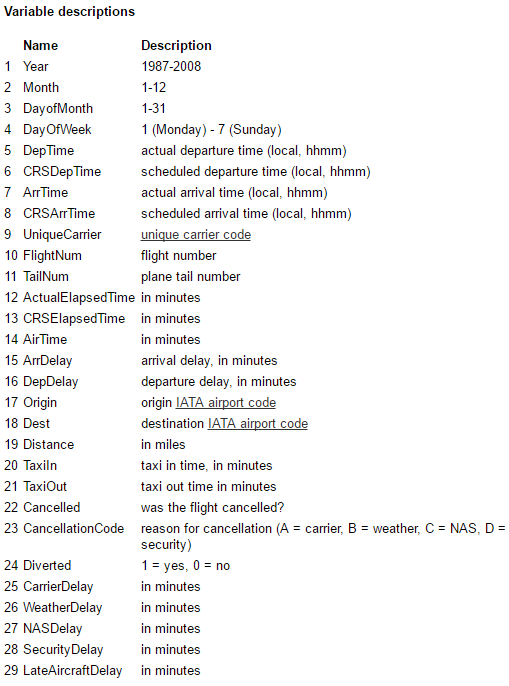 Variable descriptions
Name Description
1 Year 1987-2008
2 Month 1-12
3 DayofMonth 1-31
4 DayOfWeek 1 (Monday) - 7 (Sunday)
5 DepTime actual departure time (local, hhmm)
6 CRSDepTime scheduled departure time (local, hhmm)
7 ArrTime actual arrival time (local, hhmm)
8 CRSArrTime scheduled arrival time (local, hhmm)
9 UniqueCarrier unique carrier code
10 FlightNum flight number
11 TailNum plane tail number
12 ActualElapsedTime in minutes
13 CRSElapsedTime in minutes
14 AirTime in minutes
15 ArrDelay arrival delay, in minutes
16 DepDelay departure delay, in minutes
17 Origin origin IATA airport code
18 Dest destination IATA airport code
19 Distance in miles
20 TaxiIn taxi in time, in minutes
21 TaxiOut taxi out time in minutes
22 Cancelled was the flight cancelled?
23 CancellationCode reason for cancellation (A = carrier, B = weather, C = NAS, D =
security)
24 Diverted 1 = yes, 0 = no
25 CarrierDelay in minutes
26 WeatherDelay in minutes
27 NASDelay in minutes
28 SecurityDelay in minutes
29 LateAircraftDelay in minutes